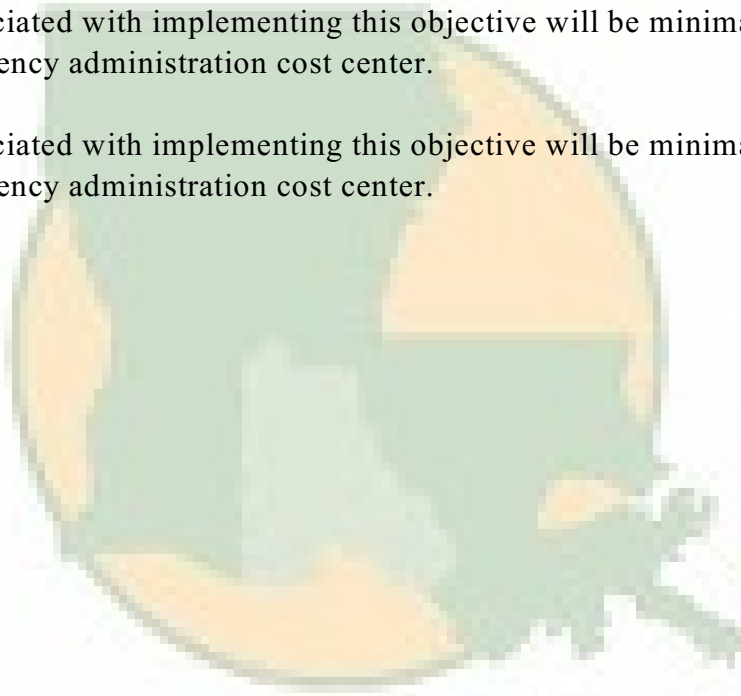 ciated with implementing this objective will be minima
ency administration cost center.
ciated with implementing this objective will be minima
ency administration cost center.